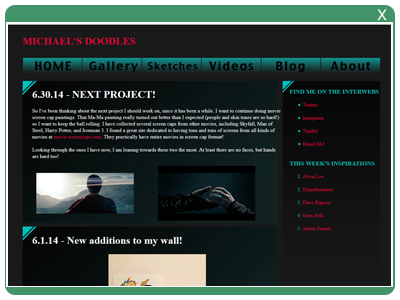 X
MICHAEL'S DOODLES
HOME Gallery Sketches Videos Blog About
6.30.14 - NEXT PROJECT!
So I've been thinking about the next project I should work on, since it has been a while. I want to continue doing movie
screen cap paintings. That Ma-Ma painting really turned out better than I expected (people and skin tones are so hard!)
so I want to keep the ball rolling. I have collected several screen caps from other movies, including Skyfall, Man of
Steel, Harry Potter, and Ironman 3. I found a great site dedicated to having tons and tons of screens from all kinds of
movies at They practically have entire movies in screen cap format!
Looking through the ones I have now; I am leaning towards these two the most. At least there are no faces, but hands
are hard too!
6.1.14 - New additions to my wall!
FIND ME ON THE INTERWEBS
Twitter
Instagram
Tumblr
Email Me!
THIS WEEK'S INSPIRATIONS
1. Alvin Lee
2.
3. Dave Rapoza
4.
5.